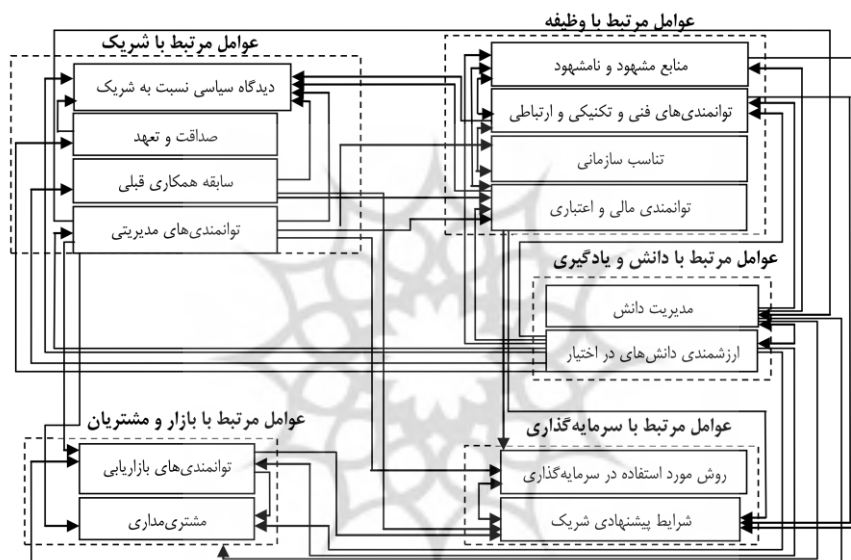 عوامل مرتبط با وظیفه
منابع مشهود و نامشهود
توانمندی‌های فنی و تکنیکی و ارتباطی
تناسب سازمانی
توانمندی مالی و اعتباری
عوامل مرتبط با شریک
دیدگاه سیاسی نسبت به شریک
صداقت و تعهد
سابقه همکاری قبلی
توانمندی‌های مدیریتی
عوامل مرتبط با دانش و یادگیری
مدیریت دانش
ارزشمندی دانش‌های در اختیار
عوامل مرتبط با سرمایه‌گذاری
روش مورد استفاده در سرمایه‌گذاری
شرایط پیشنهادی شریک
عوامل مرتبط با بازار و مشتریان
توانمندی‌های بازاریابی
مشتری‌مداری